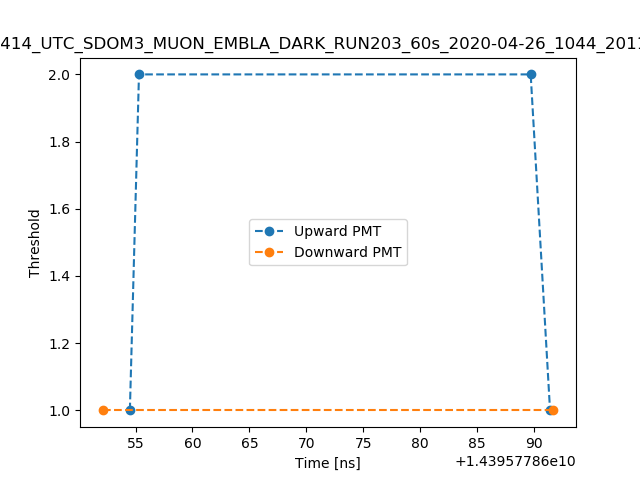 414_UTC_SDOM3_MUON_EMBLA_DARK_RUN203_60s_2020-04-26_1044_201
2.0
1.8
1.6
1.4
1.2
1.0
Threshold
Upward PMT
Downward PMT
55 60 65 70 75 80 85 90
Time [ns]
+1.43957786e10